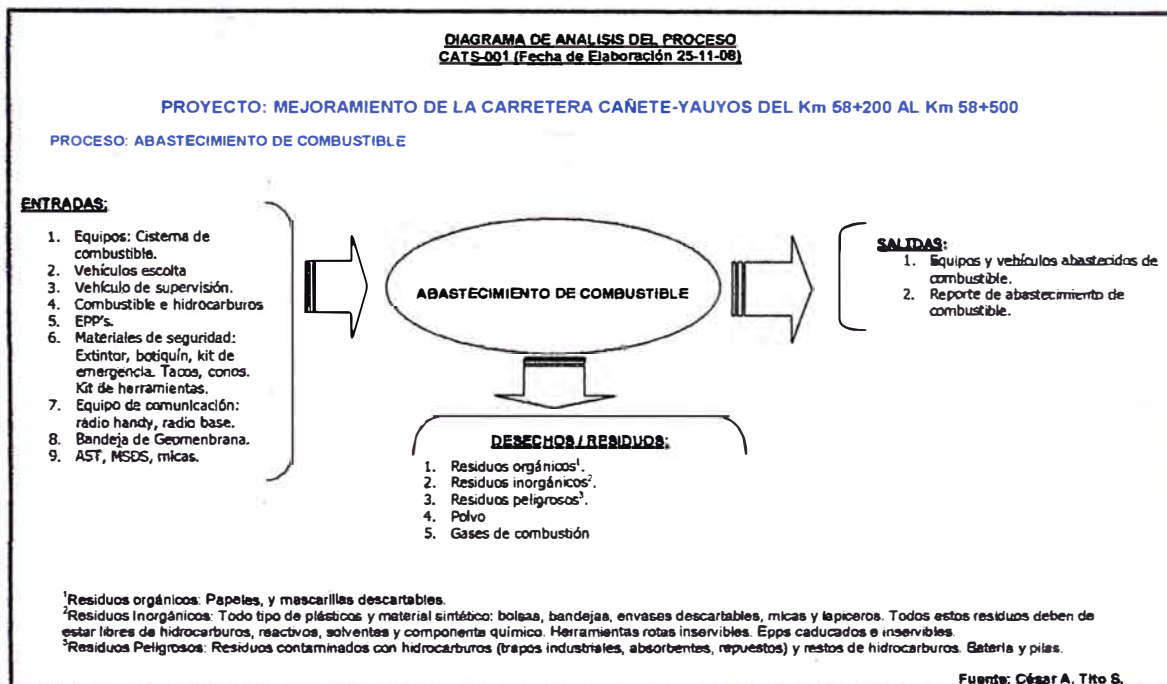 DIAGRAMA DE ANALISIS DEL PROCESO
CATS-001 (Fecha de Elaboración 25-11-08)
PROYECTO: MEJORAMIENTO DE LA CARRETERA CAÑETE-YAUYOS DEL Km 58+200 AL Km 58+500
PROCESO: ABASTECIMIENTO DE COMBUSTIBLE
ENTRADAS:
1. Equipos: Cisterna de
combustible.
2. Vehículos escolta
3. Vehículo de supervisión.
4. Combustible e hidrocarburos
5. EPP's.
6. Materiales de seguridad:
Extintor, botiquín, kit de
emergencia. Tacos, conos.
Kit de herramientas.
7. Equipo de comunicación:
radio handy, radio base.
8. Bandeja de Geomenbrana.
9. AST, MSDS, micas.
ABASTECIMIENTO DE COMBUSTIBLE
SALIDAS:
1. Equipos y vehículos abastecidos de
combustible.
2. Reporte de abastecimiento de
combustible.
DESECHOS / RESIDUOS:
1. Residuos orgánicos¹.
2. Residuos inorgánicos².
3. Residuos peligrosos³.
4. Polvo
5. Gases de combustión
¹Residuos orgánicos: Papeles, y mascarillas descartables.
²Residuos Inorgánicos: Todo tipo de plásticos y material sintético: bolsas, bandejas, envases descartables, micas y lapiceros. Todos estos residuos deben de
estar libres de hidrocarburos, reactivos, solventes y componente químico. Herramientas rotas inservibles. Epps caducados e inservibles.
³Residuos Peligrosos: Residuos contaminados con hidrocarburos (trapos industriales, absorbentes, repuestos) y restos de hidrocarburos. Batería y pilas.
Fuente: César A. Tito S.